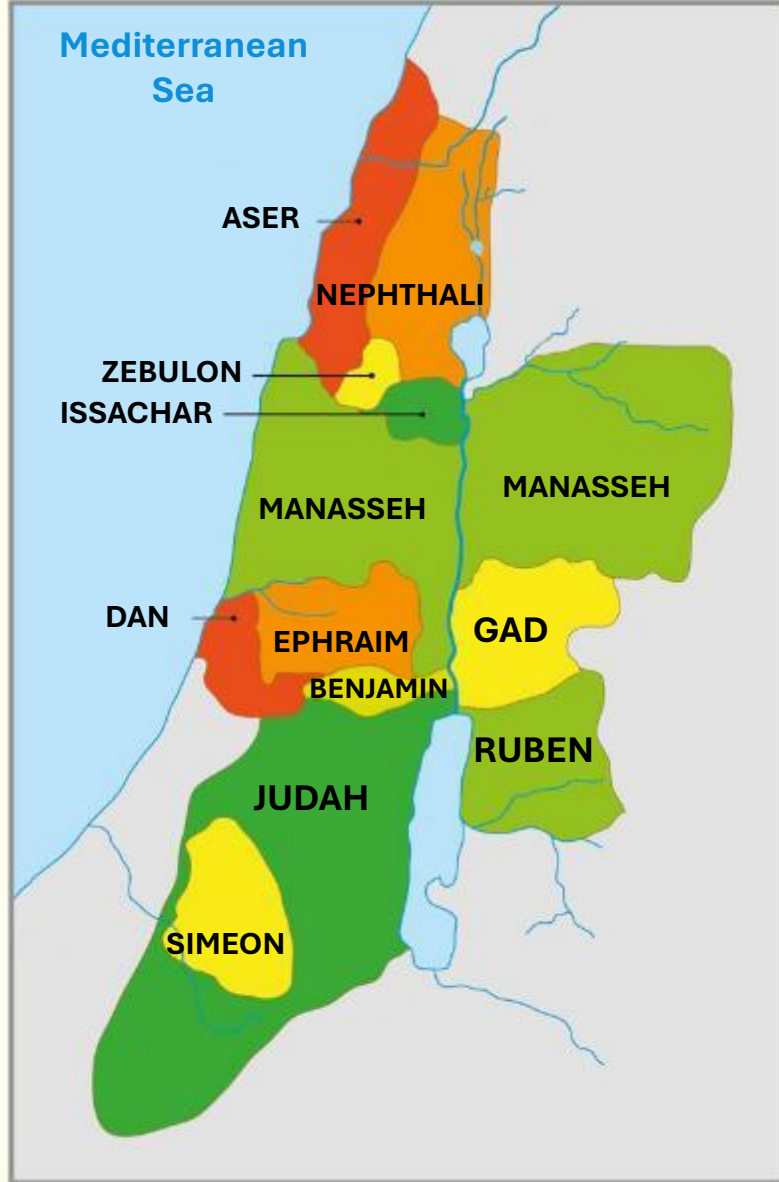 Mediterranean
Sea
ASER
NEPHTHALI
ZEBULON
ISSACHAR
MANASSEH
MANASSEH
DAN
EPHRAIM
GAD
BENJAMIN
RUBEN
JUDAH
SIMEON